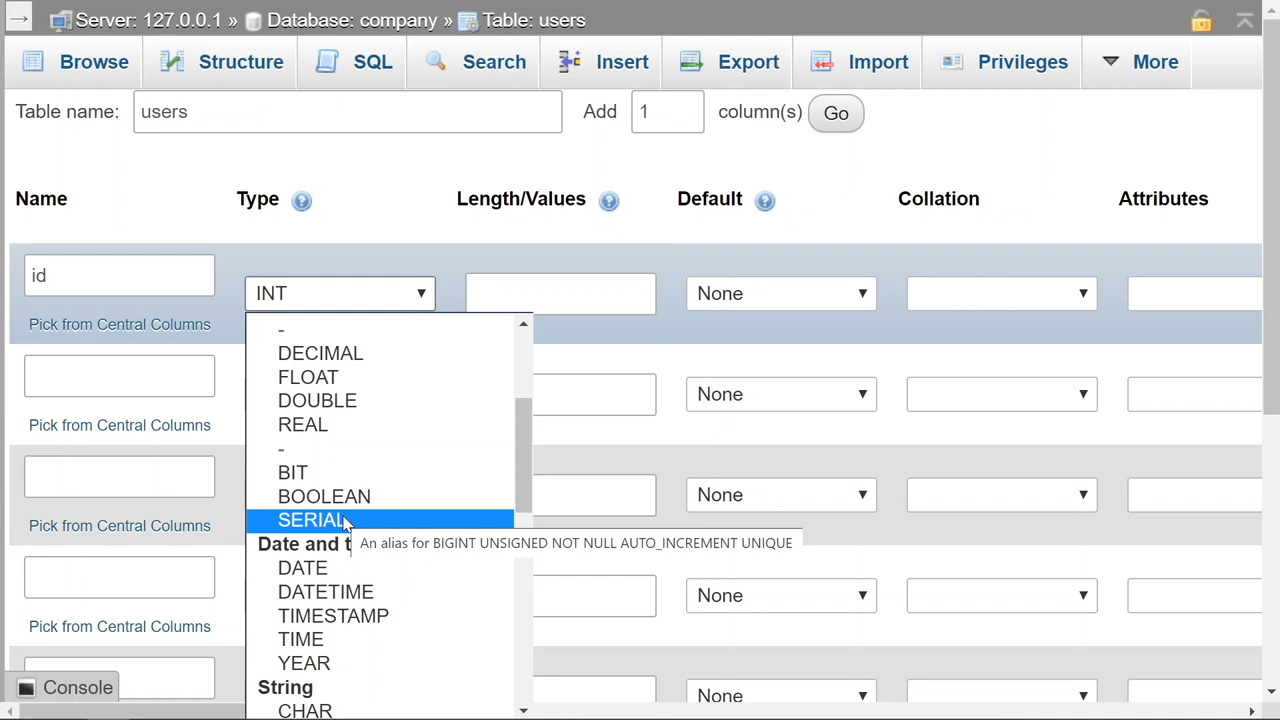 Server: 127.0.0.1 » Database: company » Table: users
Browse Structure SQL Search Insert Export Import Privileges More
Table name: users Add 1 column(s) Go
Name Type Length/Values Default Collation Attributes
id INT None
Pick from Central Columns
-
DECIMAL
FLOAT
None
DOUBLE
REAL
Pick from Central Columns
-
BIT
BOOLEAN
None
SERIAL
Pick from Central Columns
Date and t
An alias for BIGINT UNSIGNED NOT NULL AUTO_INCREMENT UNIQUE
DATE
DATETIME
None
TIMESTAMP
Pick from Central Columns
TIME
YEAR
String
Console
None
CHAR